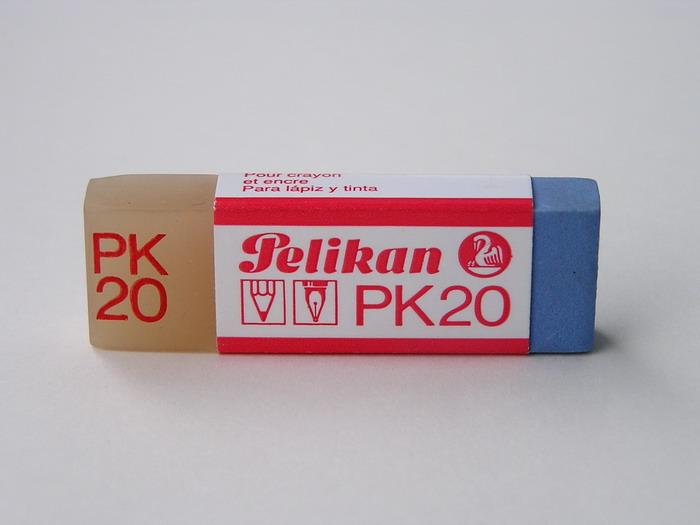 Pour crayon
et encre
Para lápiz y tinta
Pelikan
PK20
PK
20